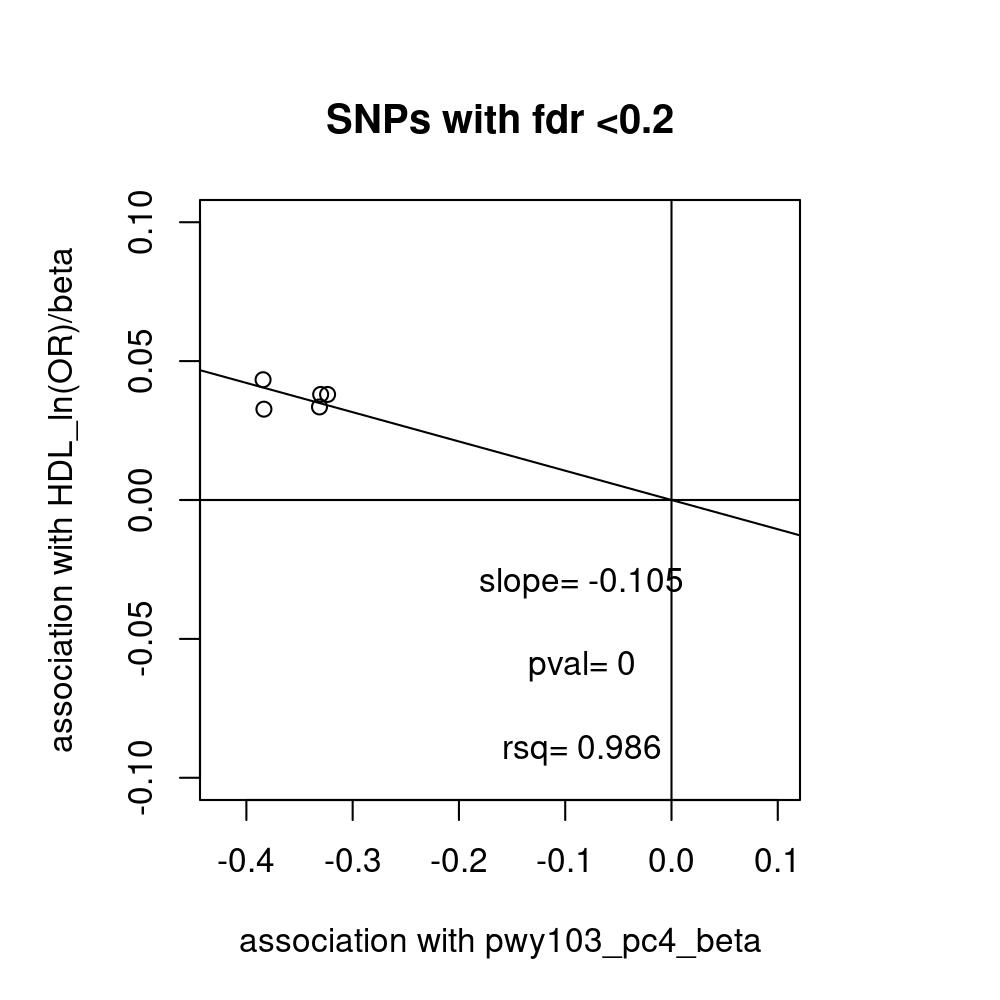 SNPs with fdr <0.2
association with HDL_ln(OR)/beta
0.10
0.05
0.00
-0.05
-0.10
slope= -0.105
pval= 0
rsq= 0.986
-0.4 -0.3 -0.2 -0.1 0.0 0.1
association with pwy103_pc4_beta